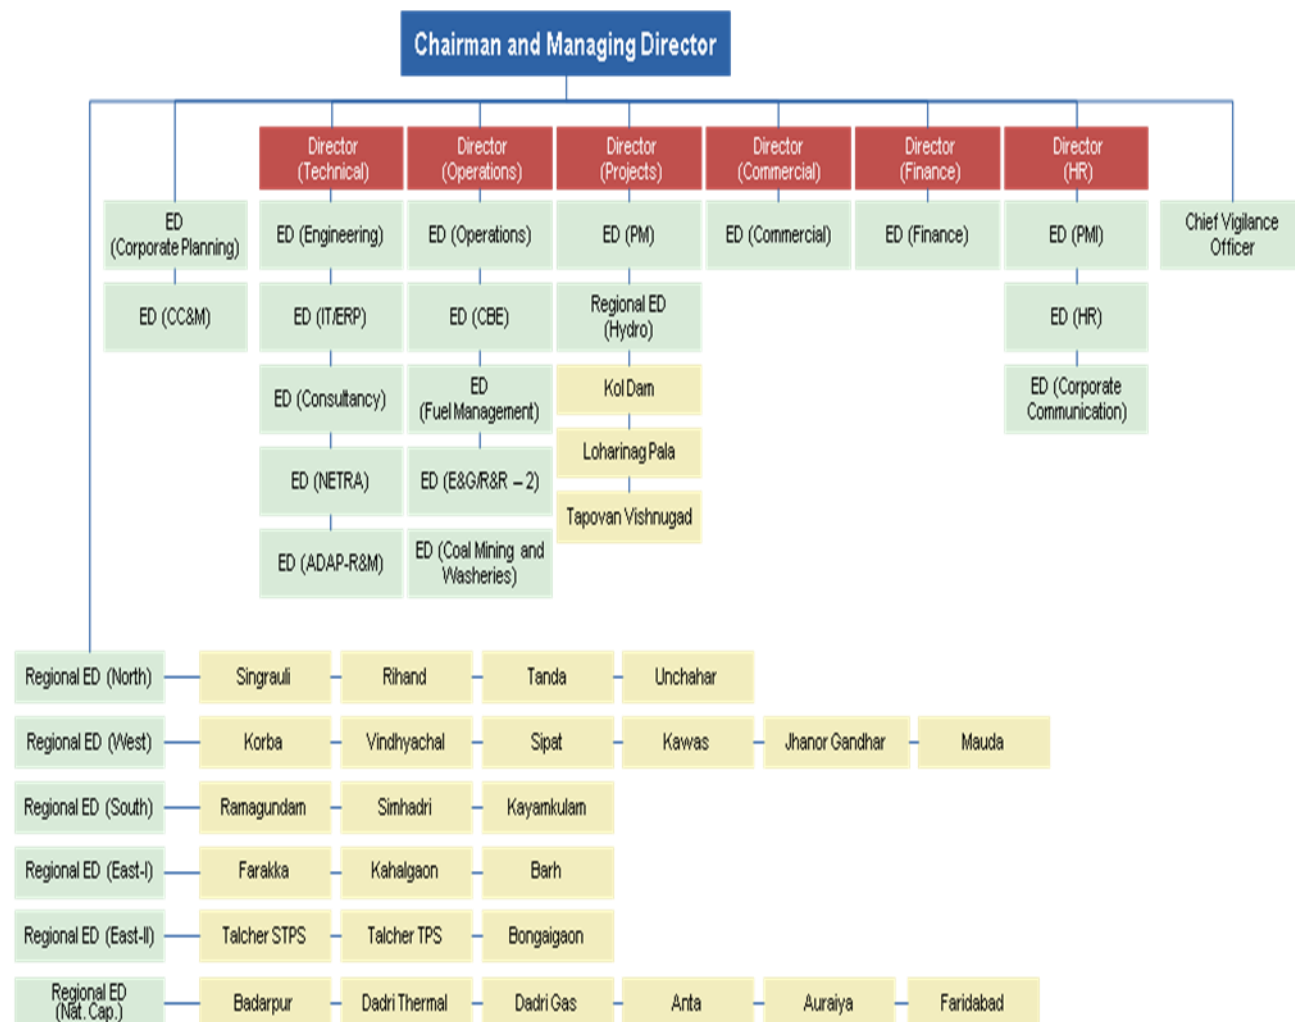 Chairman and Managing Director
Director
(Technical)
Director
(Operations)
Director
(Projects)
Director
(Commercial)
Director
(Finance)
Director
(HR)
ED
(Corporate Planning)
ED (Engineering)
ED (Operations)
ED (PM)
ED (Commercial)
ED (Finance)
ED (PMI)
Chief Vigilance
Officer
ED (CC&M)
ED (IT/ERP)
ED (CBE)
Regional ED
(Hydro)
ED (HR)
ED (Consultancy)
ED
(Fuel Management)
Kol Dam
ED (Corporate
Communication)
Loharinag Pala
ED (NETRA)
ED (E&G/R&R – 2)
Tapovan Vishnugad
ED (ADAP-R&M)
ED (Coal Mining and
Washeries)
Regional ED (North)
Singrauli
Rihand
Tanda
Unchahar
Regional ED (West)
Korba
Vindhyachal
Sipat
Kawas
Jhanor Gandhar
Mauda
Regional ED (South)
Ramagundam
Simhadri
Kayamkulam
Regional ED (East-I)
Farakka
Kahalgaon
Barh
Regional ED (East-II)
Talcher STPS
Talcher TPS
Bongaigaon
Regional ED
(Nat. Cap.)
Badarpur
Dadri Thermal
Dadri Gas
Anta
Auraiya
Faridabad